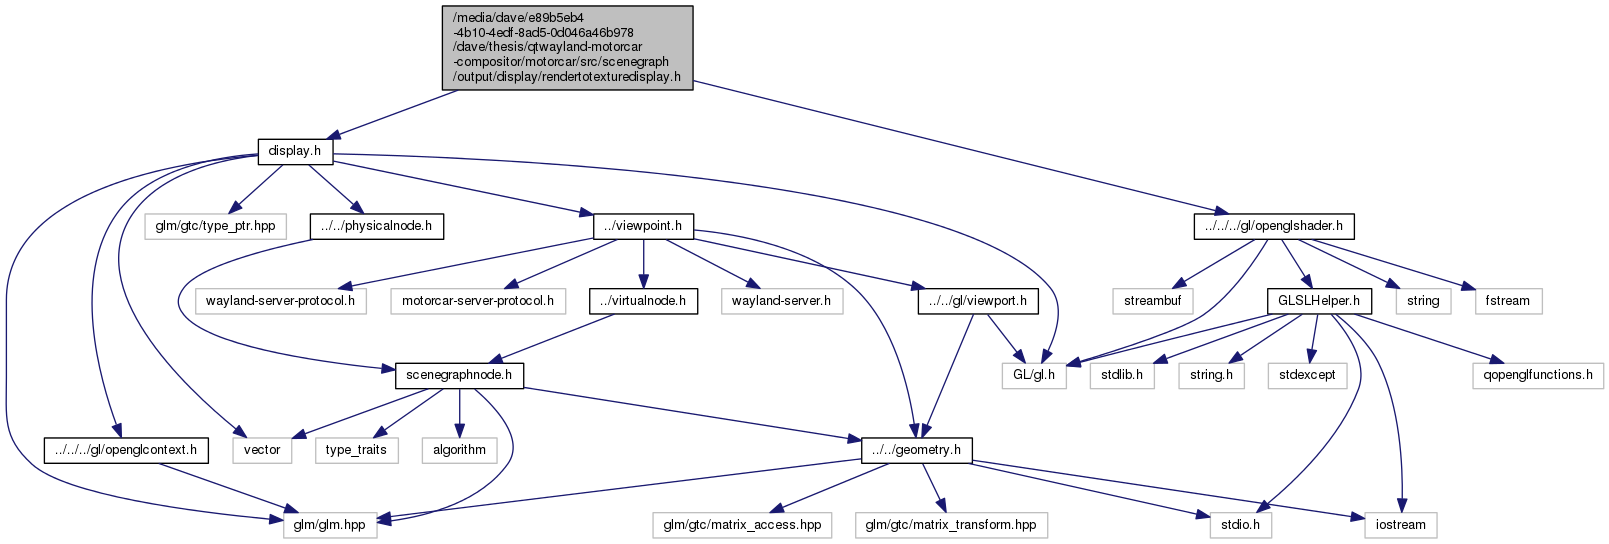 /media/dave/e89b5eb4
-4b10-4edf-8ad5-0d046a46b978
/dave/thesis/qtwayland-motorcar
-compositor/motorcar/src/scenegraph
/output/display/rendertotexturedisplay.h
display.h
glm/gtc/type_ptr.hpp
../../physicalnode.h
../viewpoint.h
../../../gl/openglshader.h
wayland-server-protocol.h
motorcar-server-protocol.h
../virtualnode.h
wayland-server.h
../../gl/viewport.h
streambuf
GLSLHelper.h
string
fstream
scenegraphnode.h
GL/gl.h
stdlib.h
string.h
stdexcept
qopenglfunctions.h
../../../gl/openglcontext.h
vector
type_traits
algorithm
../../geometry.h
glm/glm.hpp
glm/gtc/matrix_access.hpp
glm/gtc/matrix_transform.hpp
stdio.h
iostream